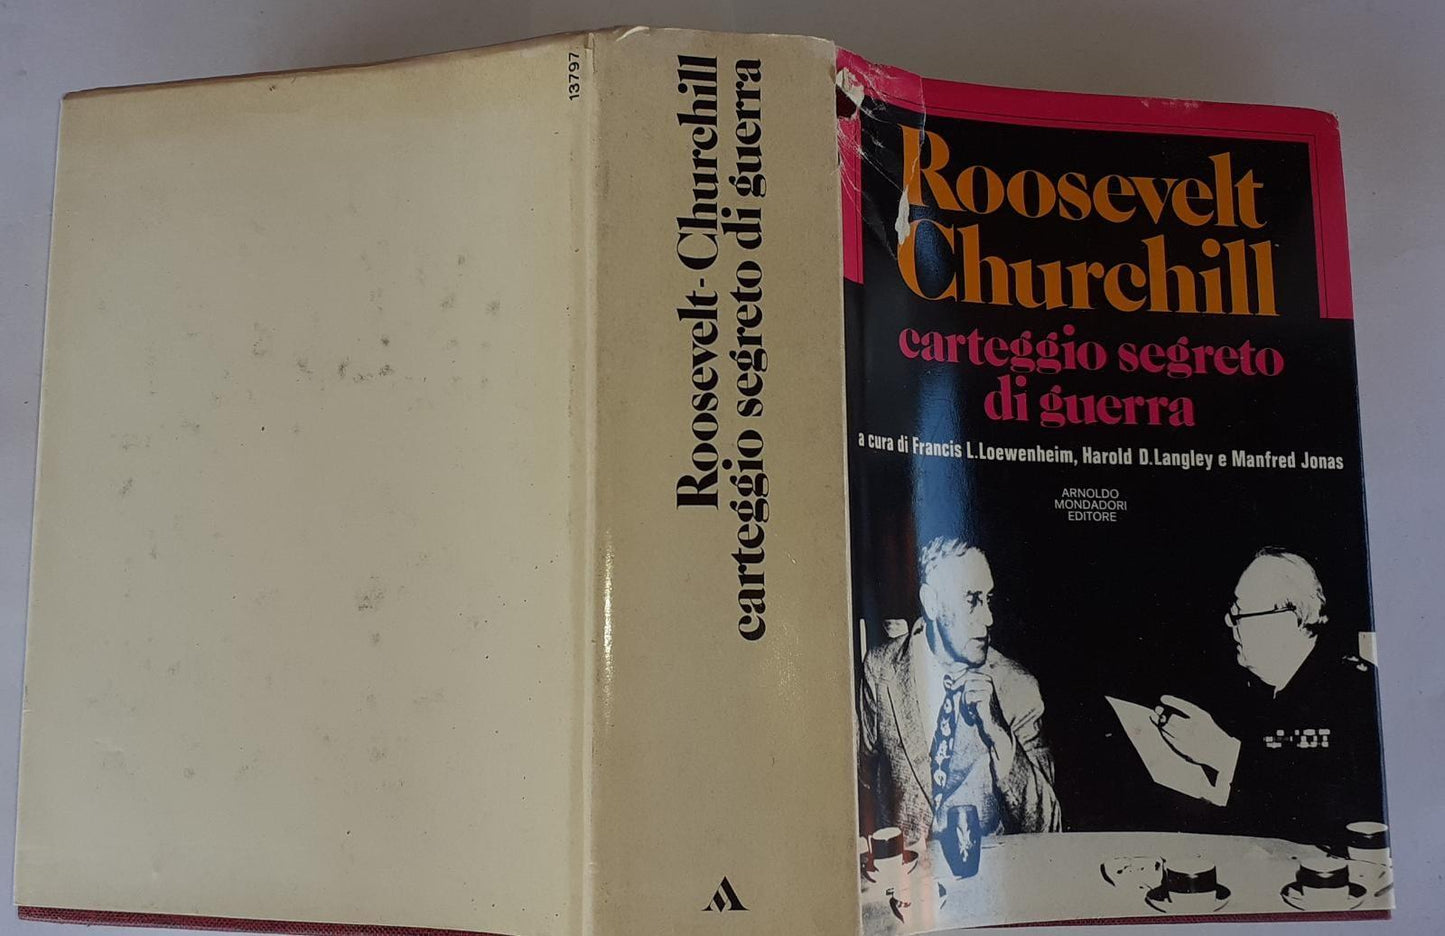 13797
Roosevelt-Churchill
carteggio segreto di guerra
Roosevelt
Churchill
carteggio segreto
di guerra
a cura di Francis L.Loewenheim, Harold D.Langley e Manfred Jonas
ARNOLDO
MONDADORI
EDITORE